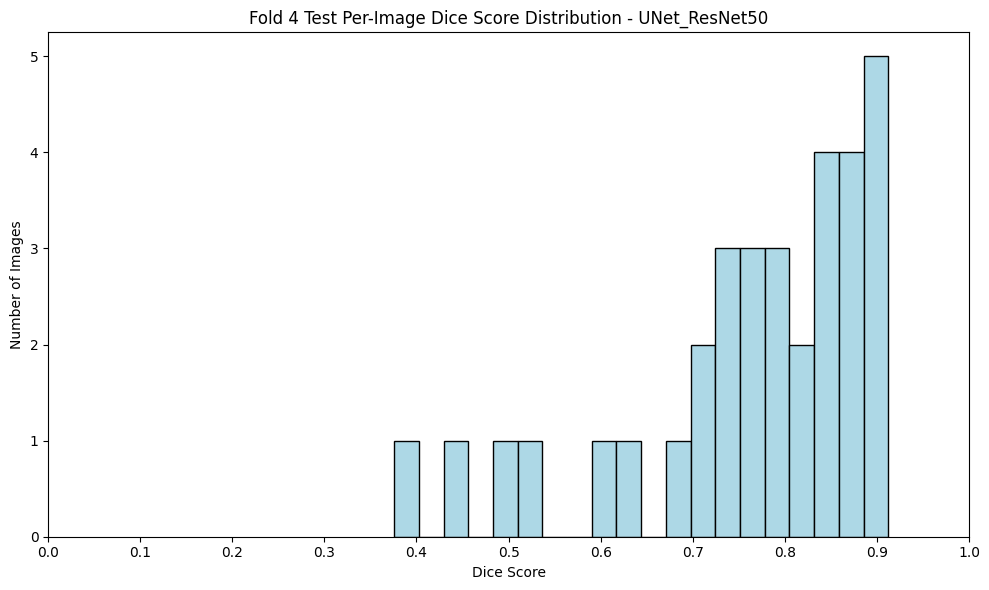 Fold 4 Test Per-Image Dice Score Distribution - UNet_ResNet50
Number of Images
5
4
3
2
1
0
0.0 0.1 0.2 0.3 0.4 0.5 0.6 0.7 0.8 0.9 1.0
Dice Score